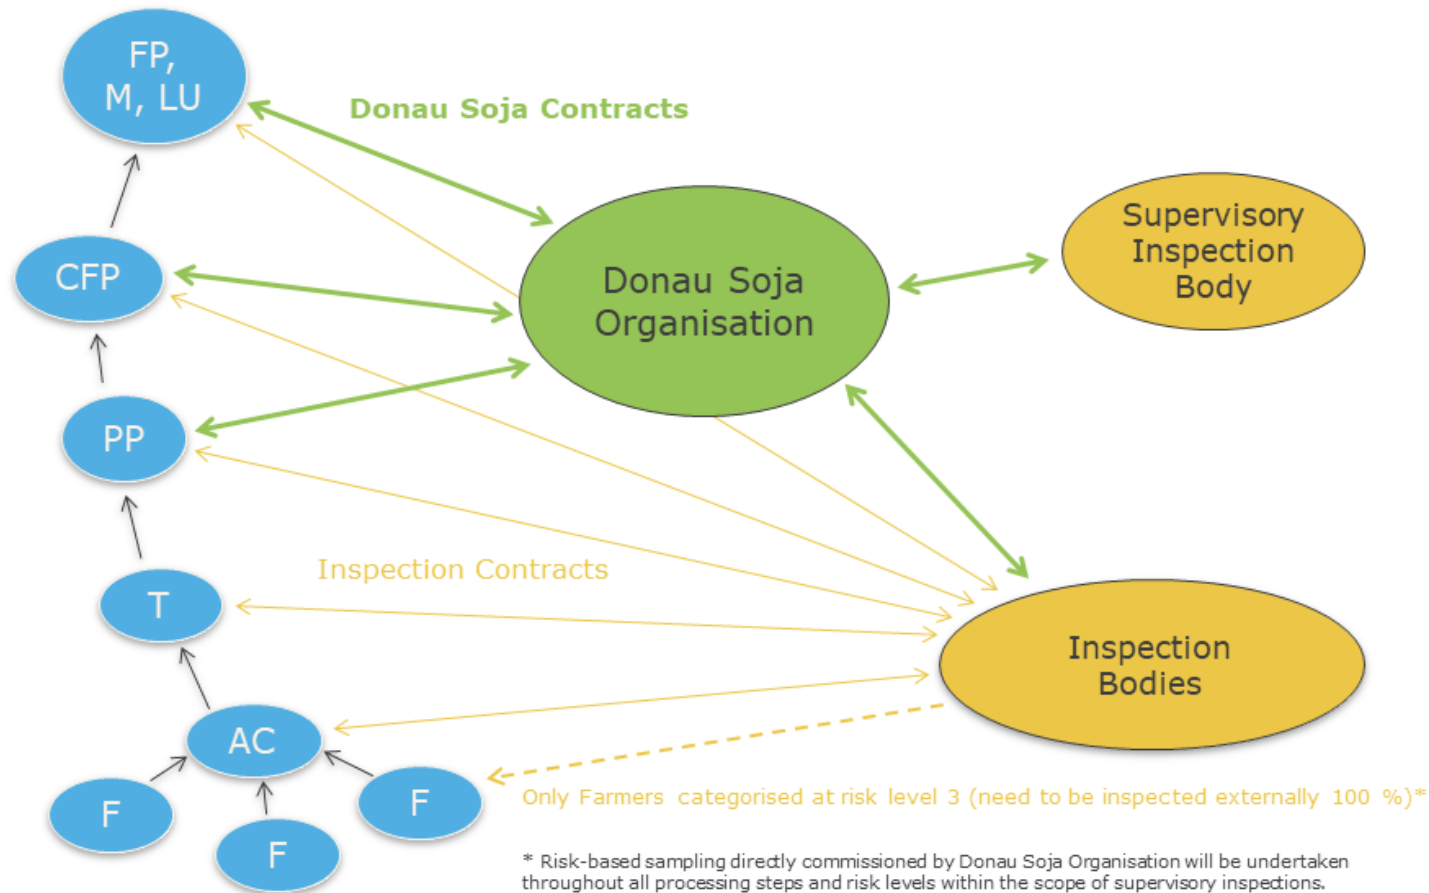 FP,
M, LU
Donau Soja Contracts
Supervisory
Inspection
Body
CFP
Donau Soja
Organisation
PP
Inspection Contracts
T
Inspection
Bodies
AC
F
F
F
Only Farmers categorised at risk level 3 (need to be inspected externally 100 %)*
* Risk-based sampling directly commissioned by Donau Soja Organisation will be undertaken
throughout all processing steps and risk levels within the scope of supervisory inspections.